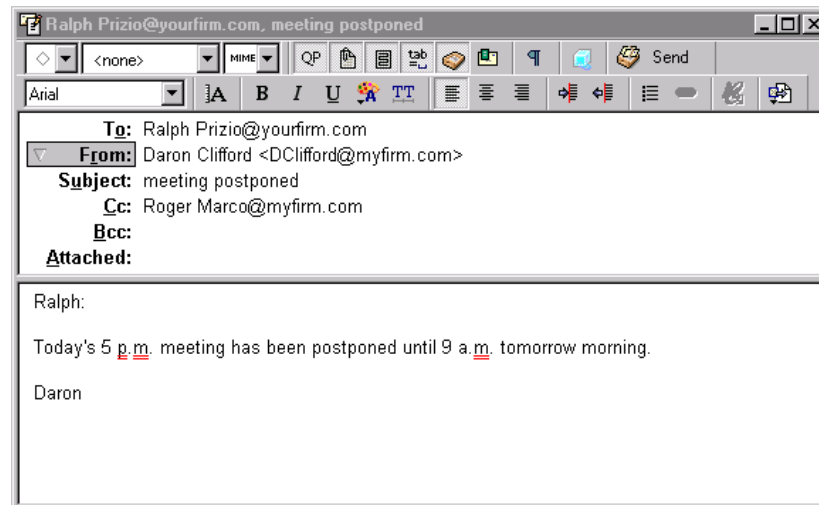 Ralph Prizio@yourfirm.com, meeting postponed
<none> MIME QP tab Send
Arial A B I U A TT
To: Ralph Prizio@yourfirm.com
From: Daron Clifford <DClifford@myfirm.com>
Subject: meeting postponed
Cc: Roger Marco@myfirm.com
Bcc:
Attached:
Ralph:
Today's 5 p.m. meeting has been postponed until 9 a.m. tomorrow morning.
Daron